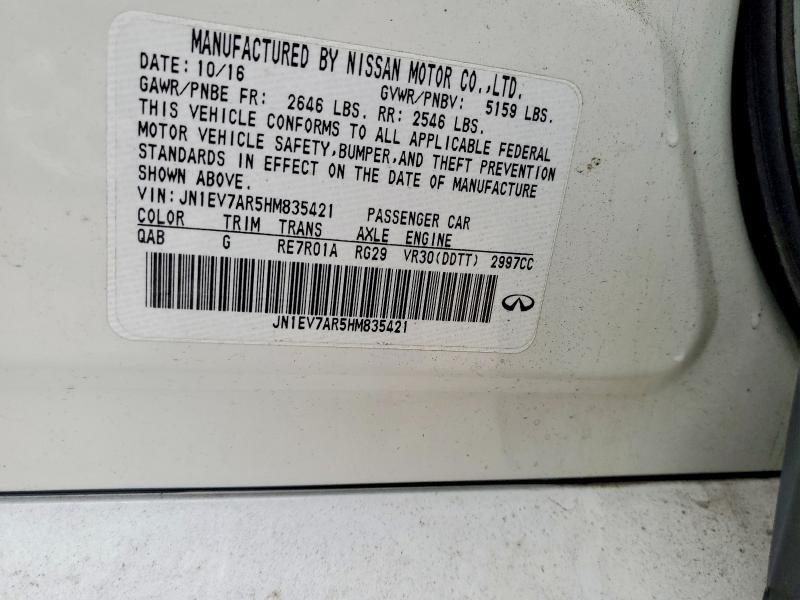 MANUFACTURED BY NISSAN MOTOR CO.,LTD.
DATE: 10/16 GVWR/PNBV: 5159 LBS.
GAWR/PNBE FR: 2646 LBS. RR: 2546 LBS.
THIS VEHICLE CONFORMS TO ALL APPLICABLE FEDERAL
MOTOR VEHICLE SAFETY,BUMPER,AND THEFT PREVENTION
STANDARDS IN EFFECT ON THE DATE OF MANUFACTURE
SHOWN ABOVE.
VIN: JN1EV7AR5HM835421 PASSENGER CAR
COLOR TRIM TRANS AXLE ENGINE
QAB G RE7R01A RG29 VR30(DDTT) 2997CC
JN1EV7AR5HM835421